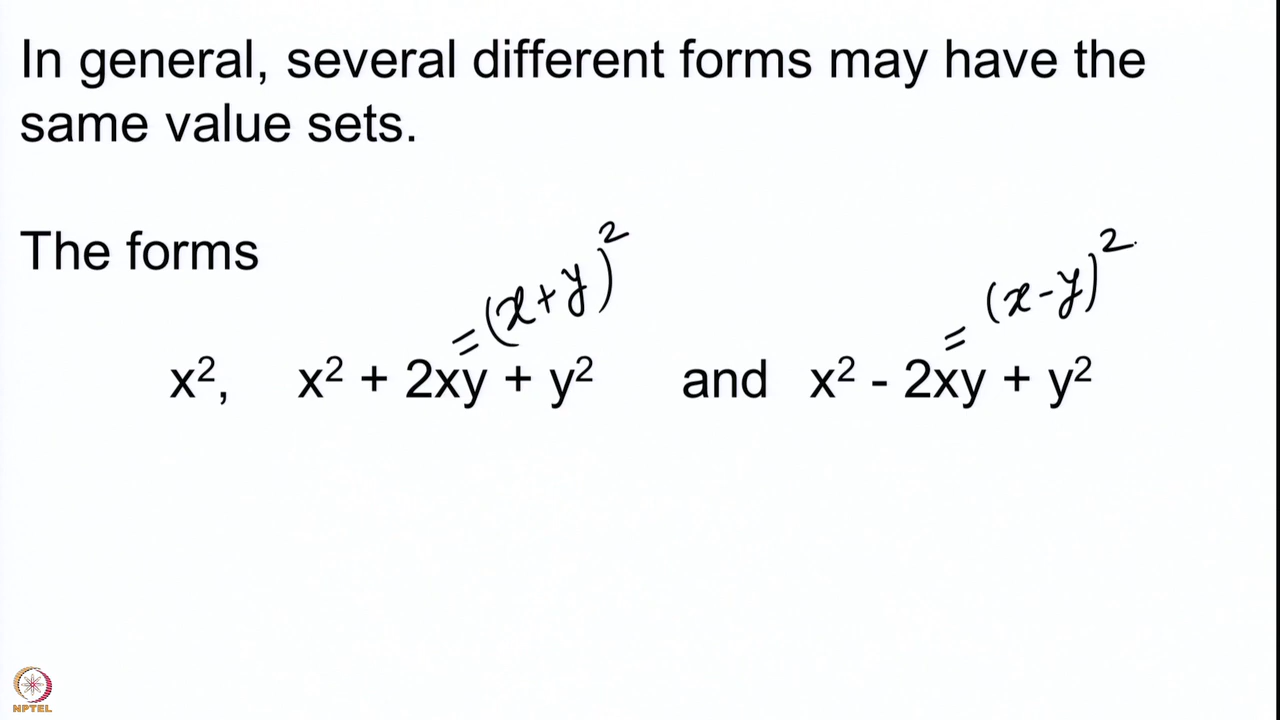 In general, several different forms may have the
same value sets.
The forms
=(x+y)²
=(x-y)²
x², x² + 2xy + y² and x² - 2xy + y²
NPTEL